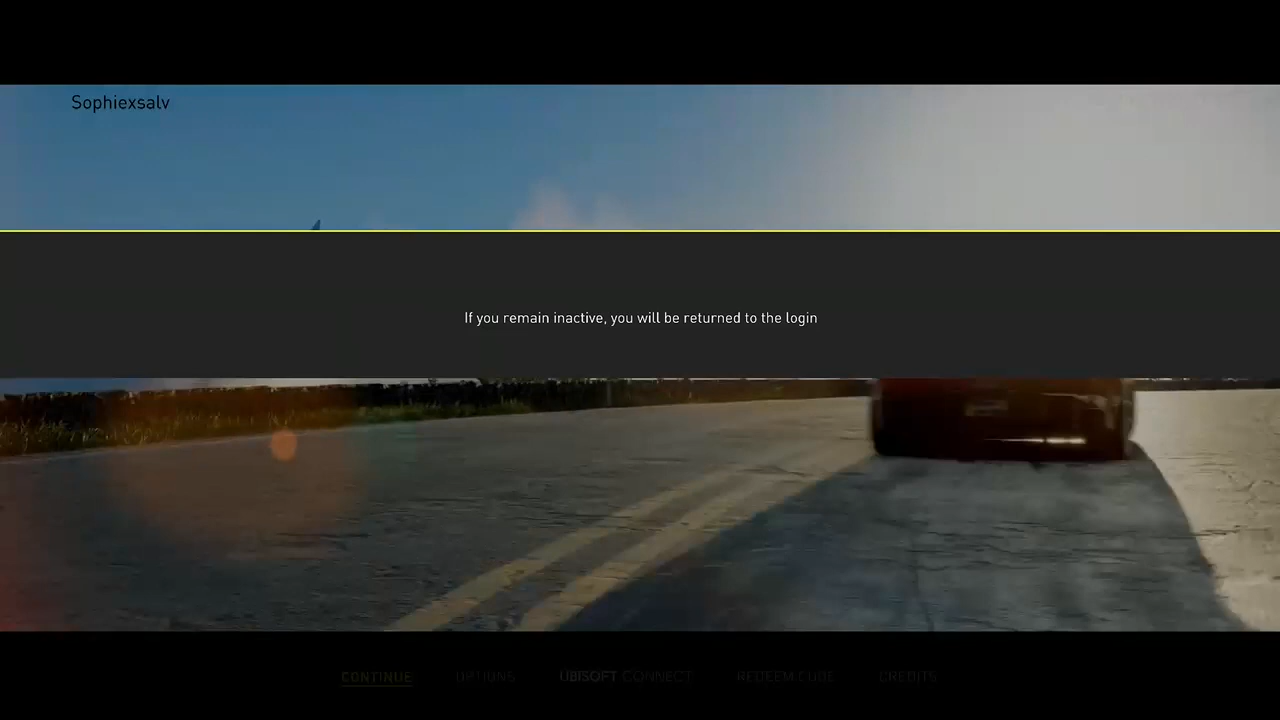 Sophiexsalv
If you remain inactive, you will be returned to the login
CONTINUE OPTIONS UBISOFT CONNECT REDEEM CODE CREDITS